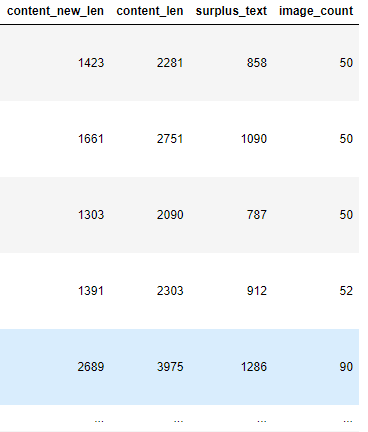 content_new_len content_len surplus_text image_count
1423 2281 858 50
1661 2751 1090 50
1303 2090 787 50
1391 2303 912 52
2689 3975 1286 90
... ... ... ...